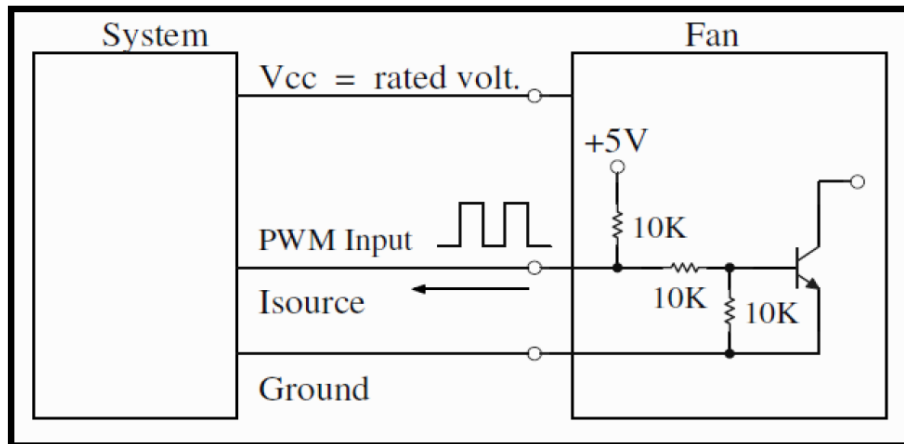 System
Fan
Vcc = rated volt.
+5V
10K
PWM Input
10K
10K
Isource
Ground